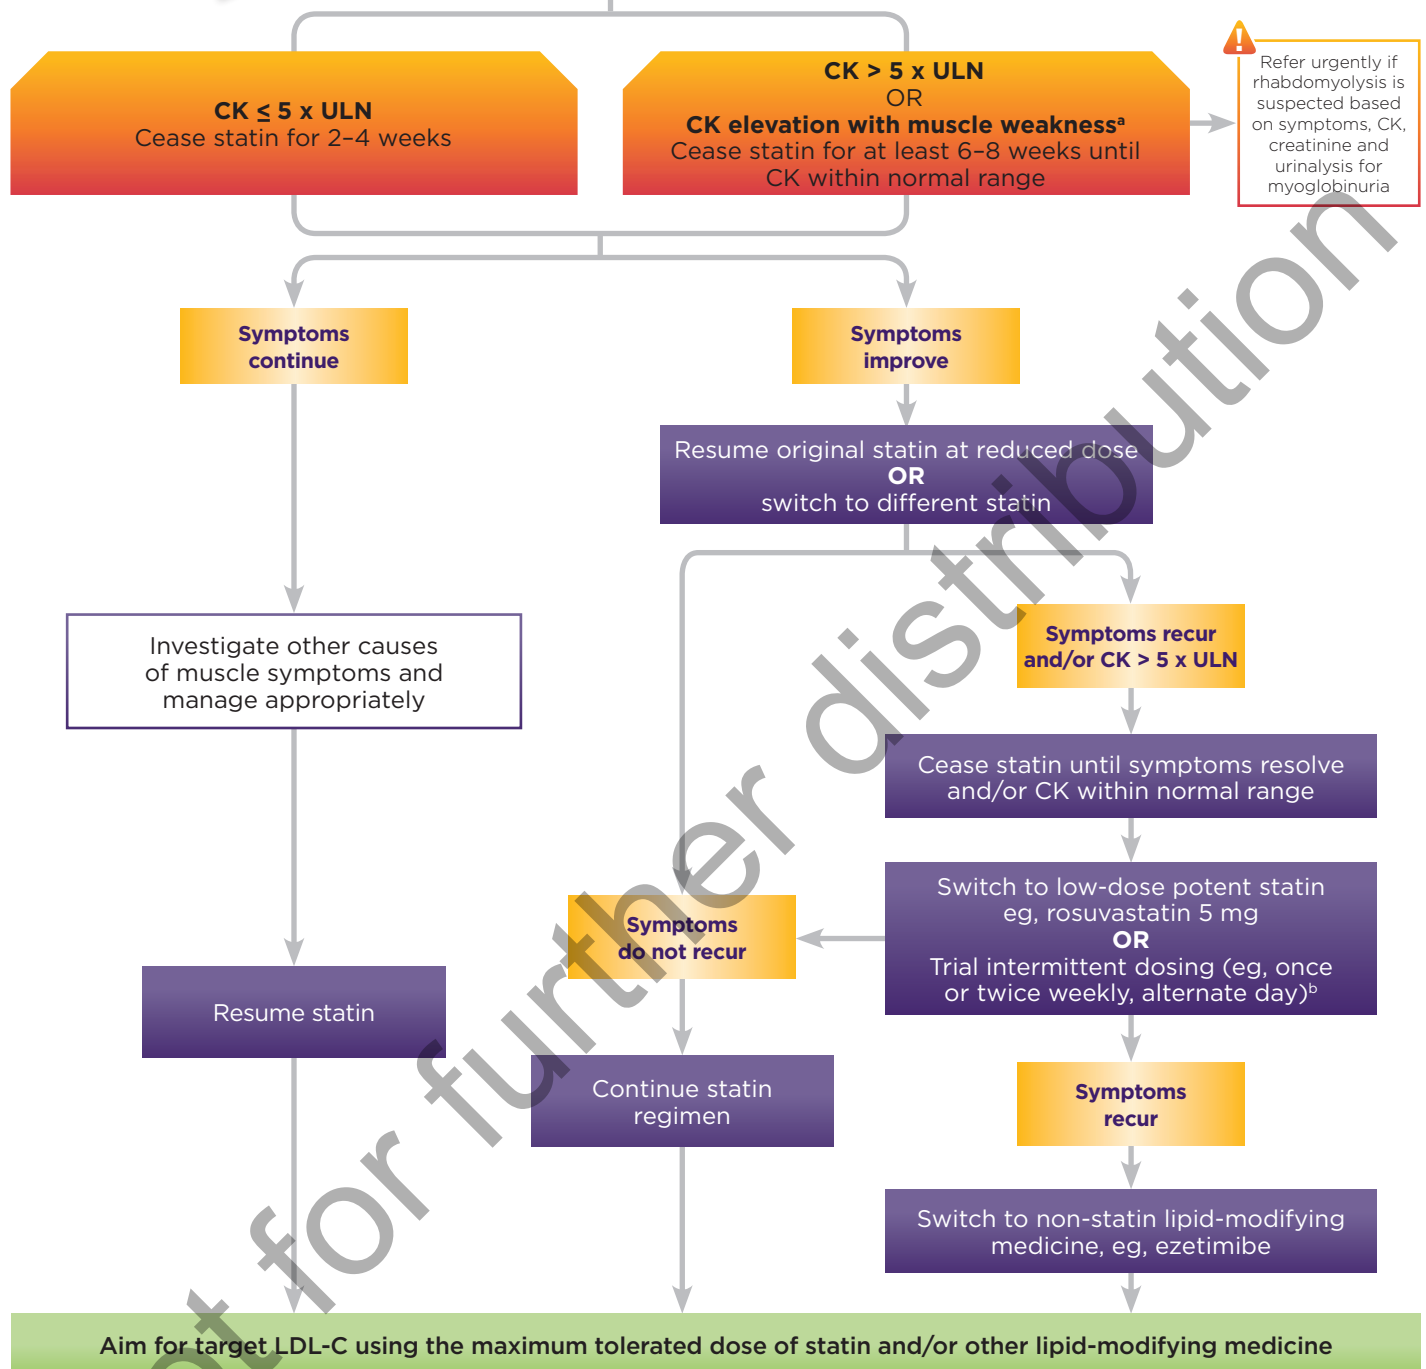 CK ≤ 5 x ULN
Cease statin for 2–4 weeks
CK > 5 x ULN
OR
CK elevation with muscle weaknessᵃ
Cease statin for at least 6–8 weeks until
CK within normal range
!
Refer urgently if
rhabdomyolysis is
suspected based
on symptoms, CK,
creatinine and
urinalysis for
myoglobinuria
Symptoms
continue
Symptoms
improve
Resume original statin at reduced dose
OR
switch to different statin
Investigate other causes
of muscle symptoms and
manage appropriately
Symptoms recur
and/or CK > 5 x ULN
Cease statin until symptoms resolve
and/or CK within normal range
Switch to low-dose potent statin
eg, rosuvastatin 5 mg
OR
Trial intermittent dosing (eg, once
or twice weekly, alternate day)ᵇ
Symptoms
do not recur
Resume statin
Continue statin
regimen
Symptoms
recur
Switch to non-statin lipid-modifying
medicine, eg, ezetimibe
Aim for target LDL-C using the maximum tolerated dose of statin and/or other lipid-modifying medicine
for further distribution